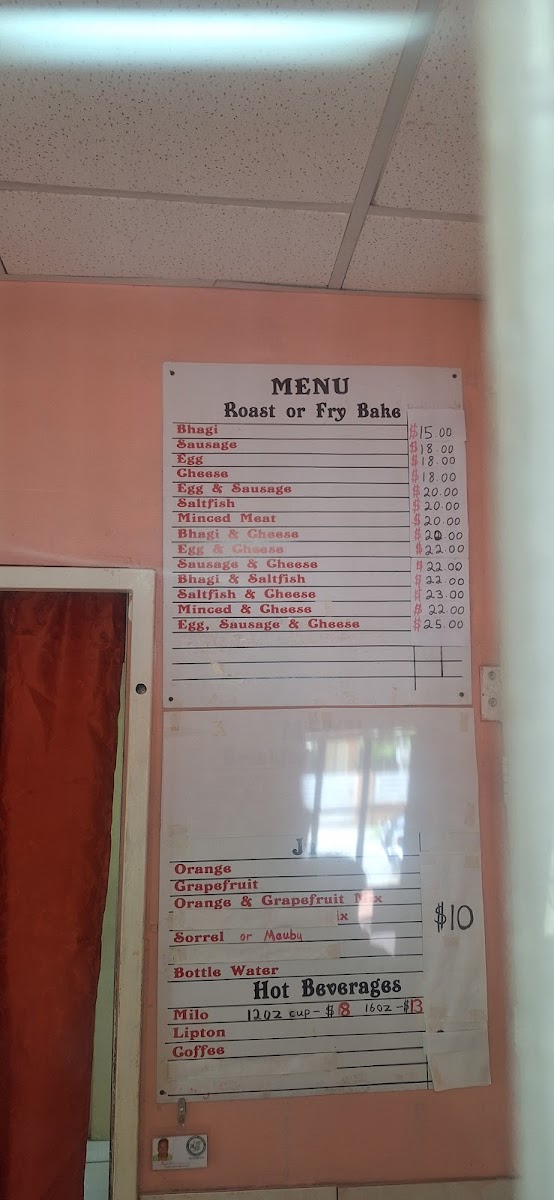 MENU
Roast or Fry Bake
Bhagi $15.00
Sausage $18.00
Egg $18.00
Cheese $18.00
Egg & Sausage $20.00
Saltfish $20.00
Minced Meat $20.00
Bhagi & Cheese $20.00
Egg & Cheese $22.00
Sausage & Cheese $22.00
Bhagi & Saltfish $22.00
Saltfish & Cheese $23.00
Minced & Cheese $22.00
Egg, Sausage & Cheese $25.00
J
Orange
Grapefruit
Orange & Grapefruit Mix
ix
$10
Sorrel or Maubu
Bottle Water
Hot Beverages
Milo 12oz cup - $8 16oz - $13
Lipton
Coffee